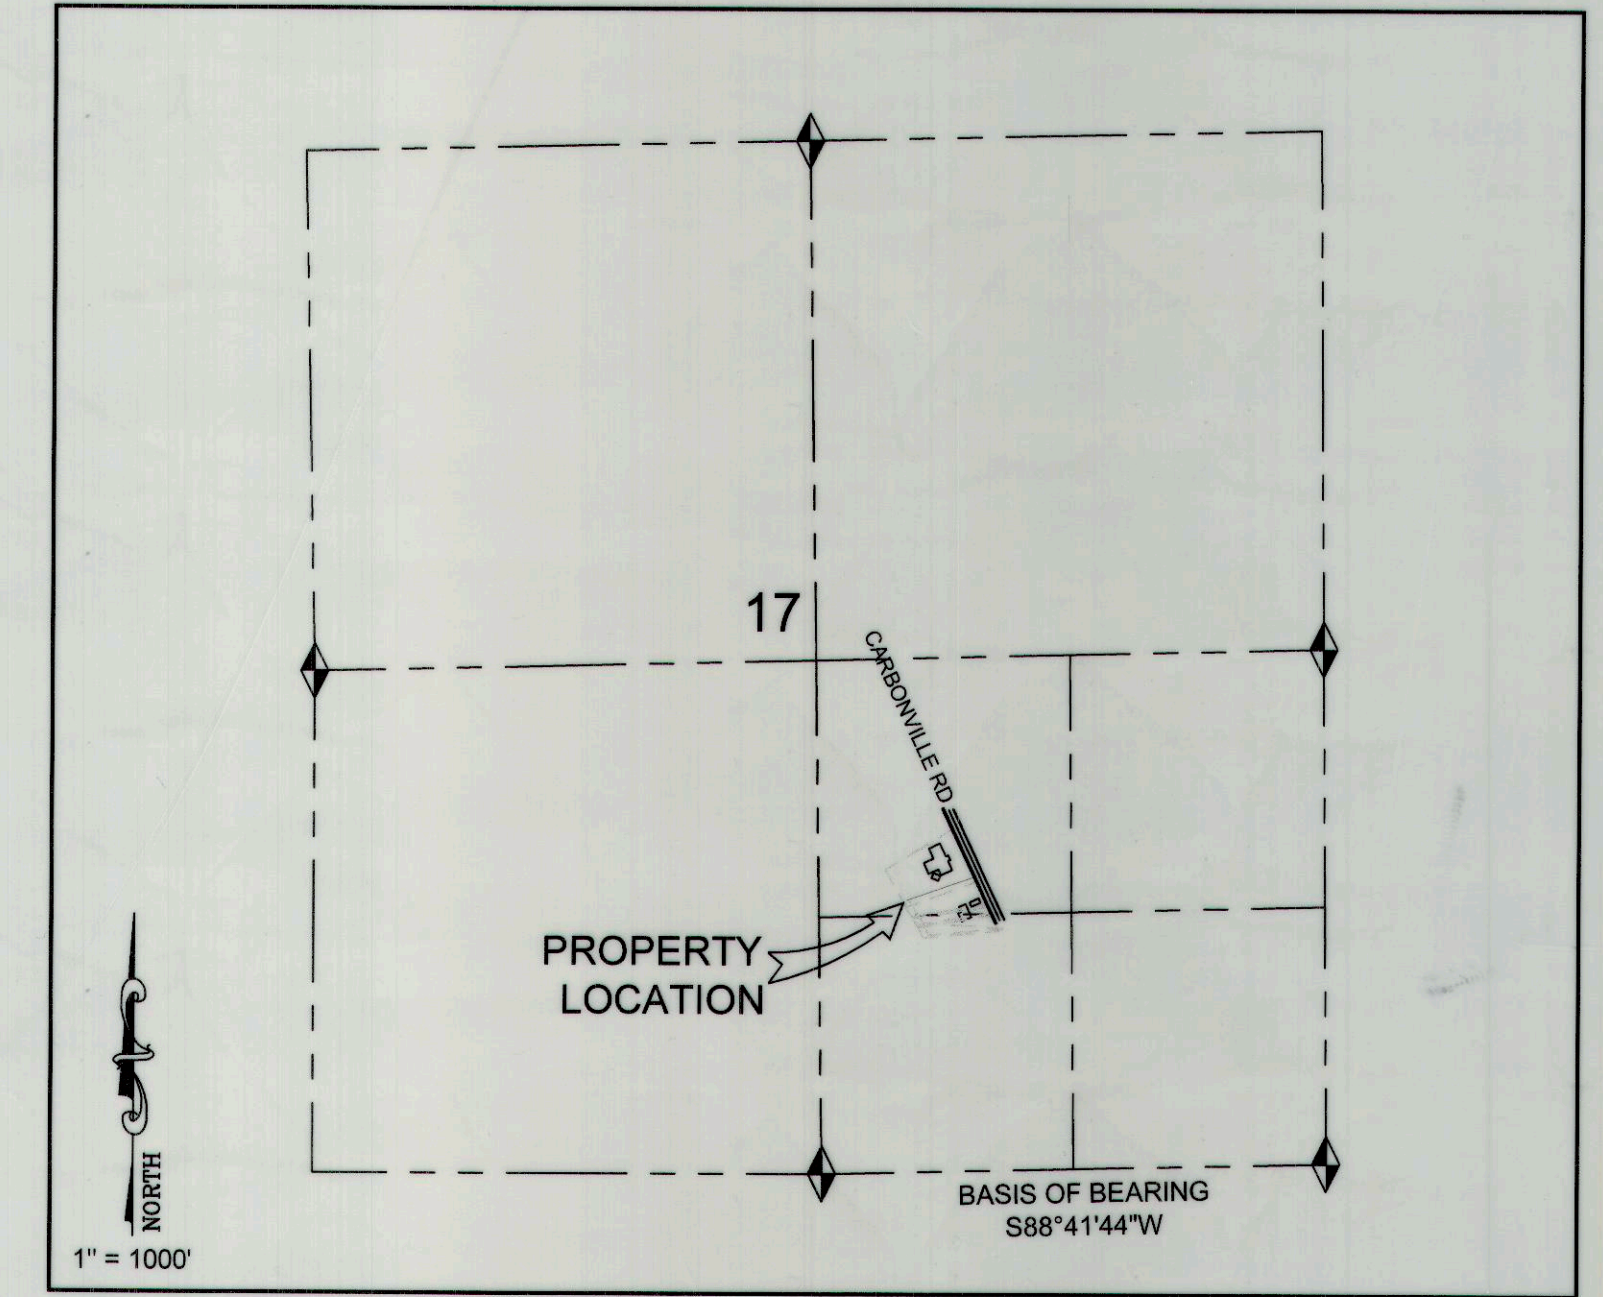 17
CARBONVILLE RD
PROPERTY
LOCATION
BASIS OF BEARING
S88°41'44"W
NORTH
1" = 1000'